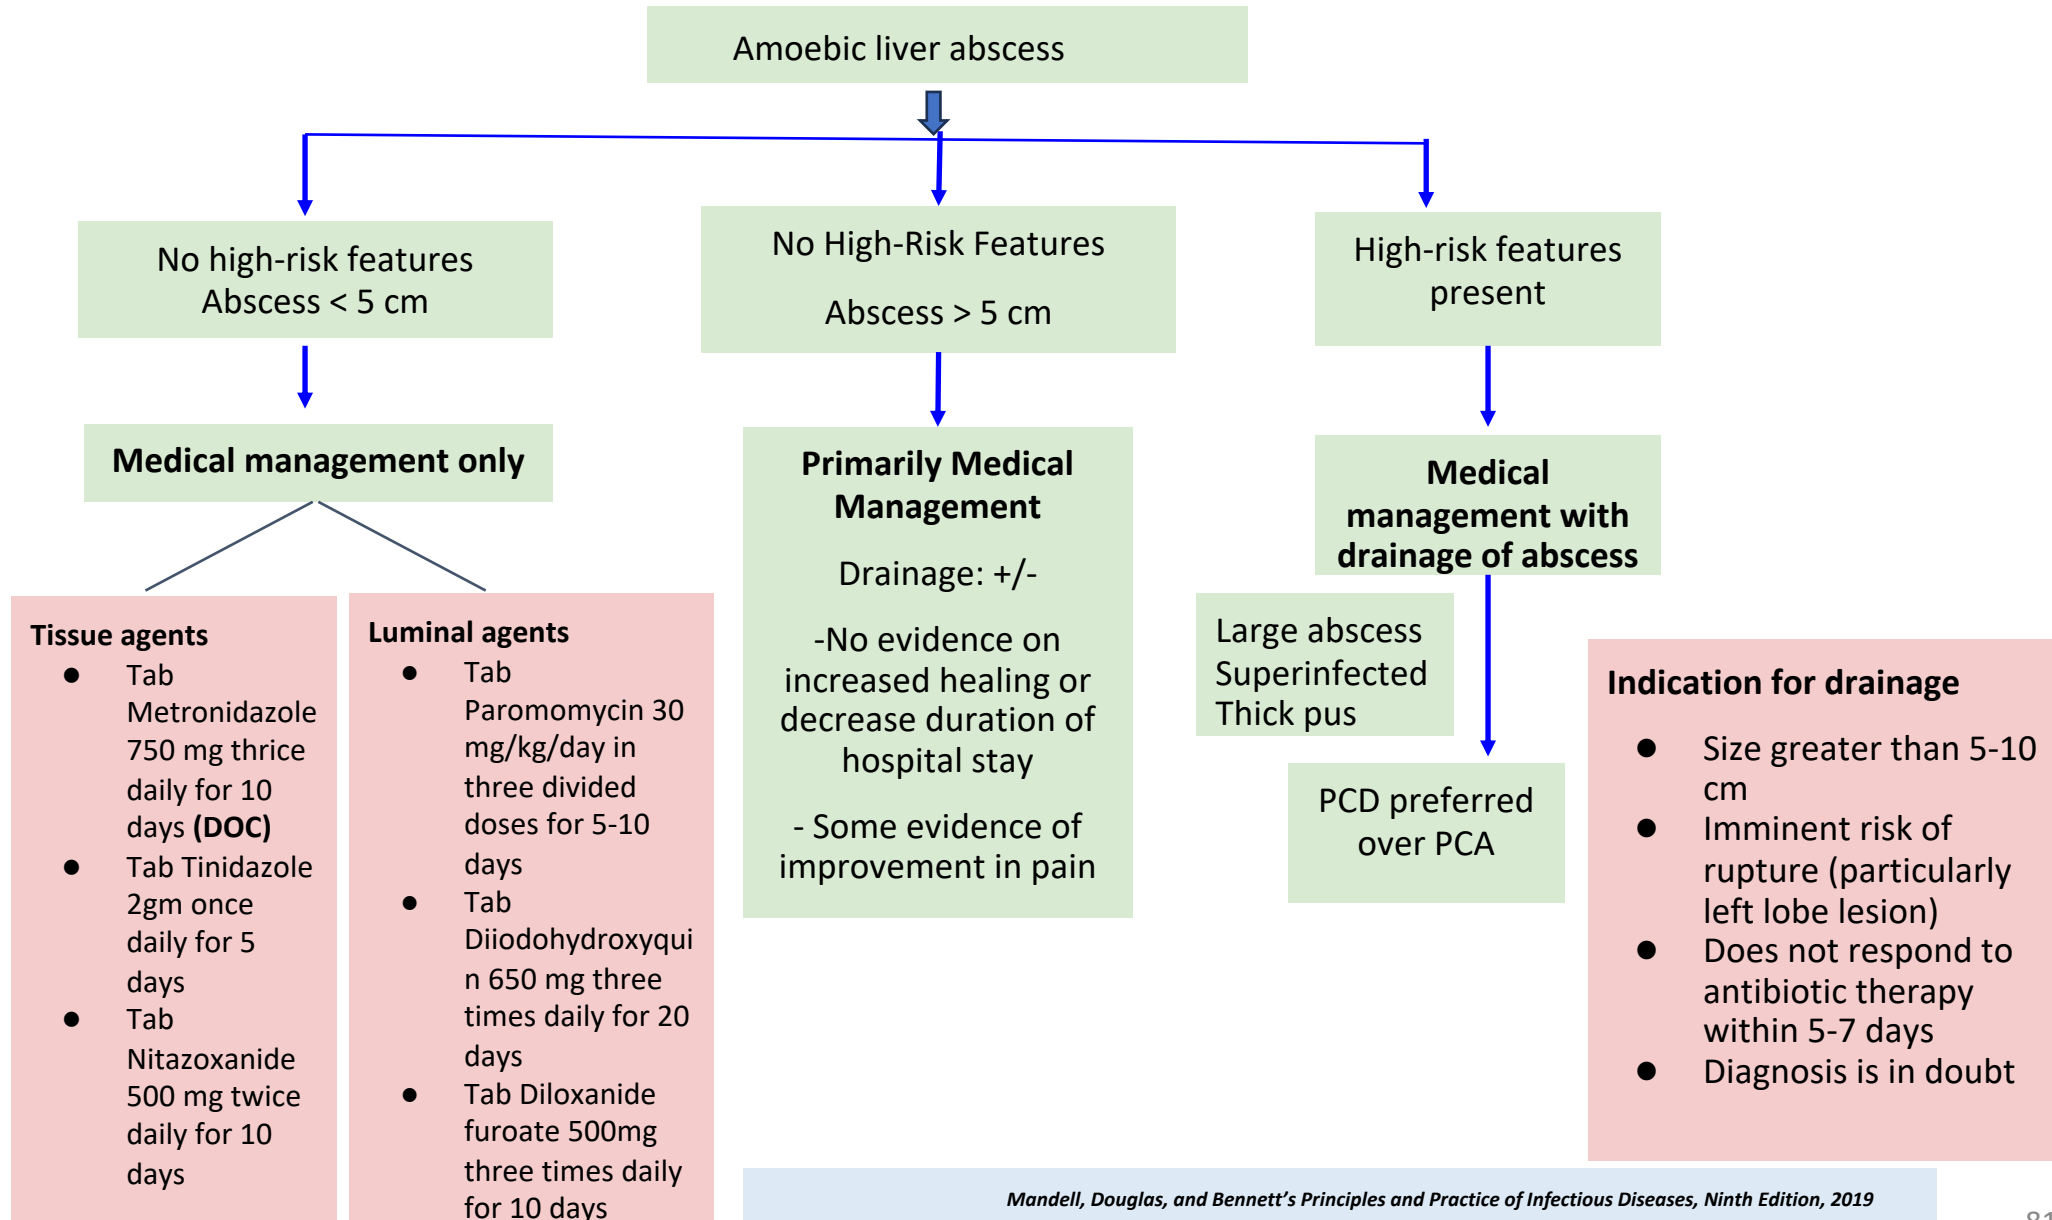 Amoebic liver abscess
No high-risk features
Abscess < 5 cm
Medical management only
Tissue agents
● Tab
Metronidazole
750 mg thrice
daily for 10
days (DOC)
● Tab Tinidazole
2gm once
daily for 5
days
● Tab
Nitazoxanide
500 mg twice
daily for 10
days
Luminal agents
● Tab
Paromomycin 30
mg/kg/day in
three divided
doses for 5-10
days
● Tab
Diiodohydroxyqui
n 650 mg three
times daily for 20
days
● Tab Diloxanide
furoate 500mg
three times daily
for 10 days
No High-Risk Features
Abscess > 5 cm
Primarily Medical
Management
Drainage: +/-
-No evidence on
increased healing or
decrease duration of
hospital stay
- Some evidence of
improvement in pain
High-risk features
present
Medical
management with
drainage of abscess
Large abscess
Superinfected
Thick pus
PCD preferred
over PCA
Indication for drainage
● Size greater than 5-10
cm
● Imminent risk of
rupture (particularly
left lobe lesion)
● Does not respond to
antibiotic therapy
within 5-7 days
● Diagnosis is in doubt
Mandell, Douglas, and Bennett's Principles and Practice of Infectious Diseases, Ninth Edition, 2019
81